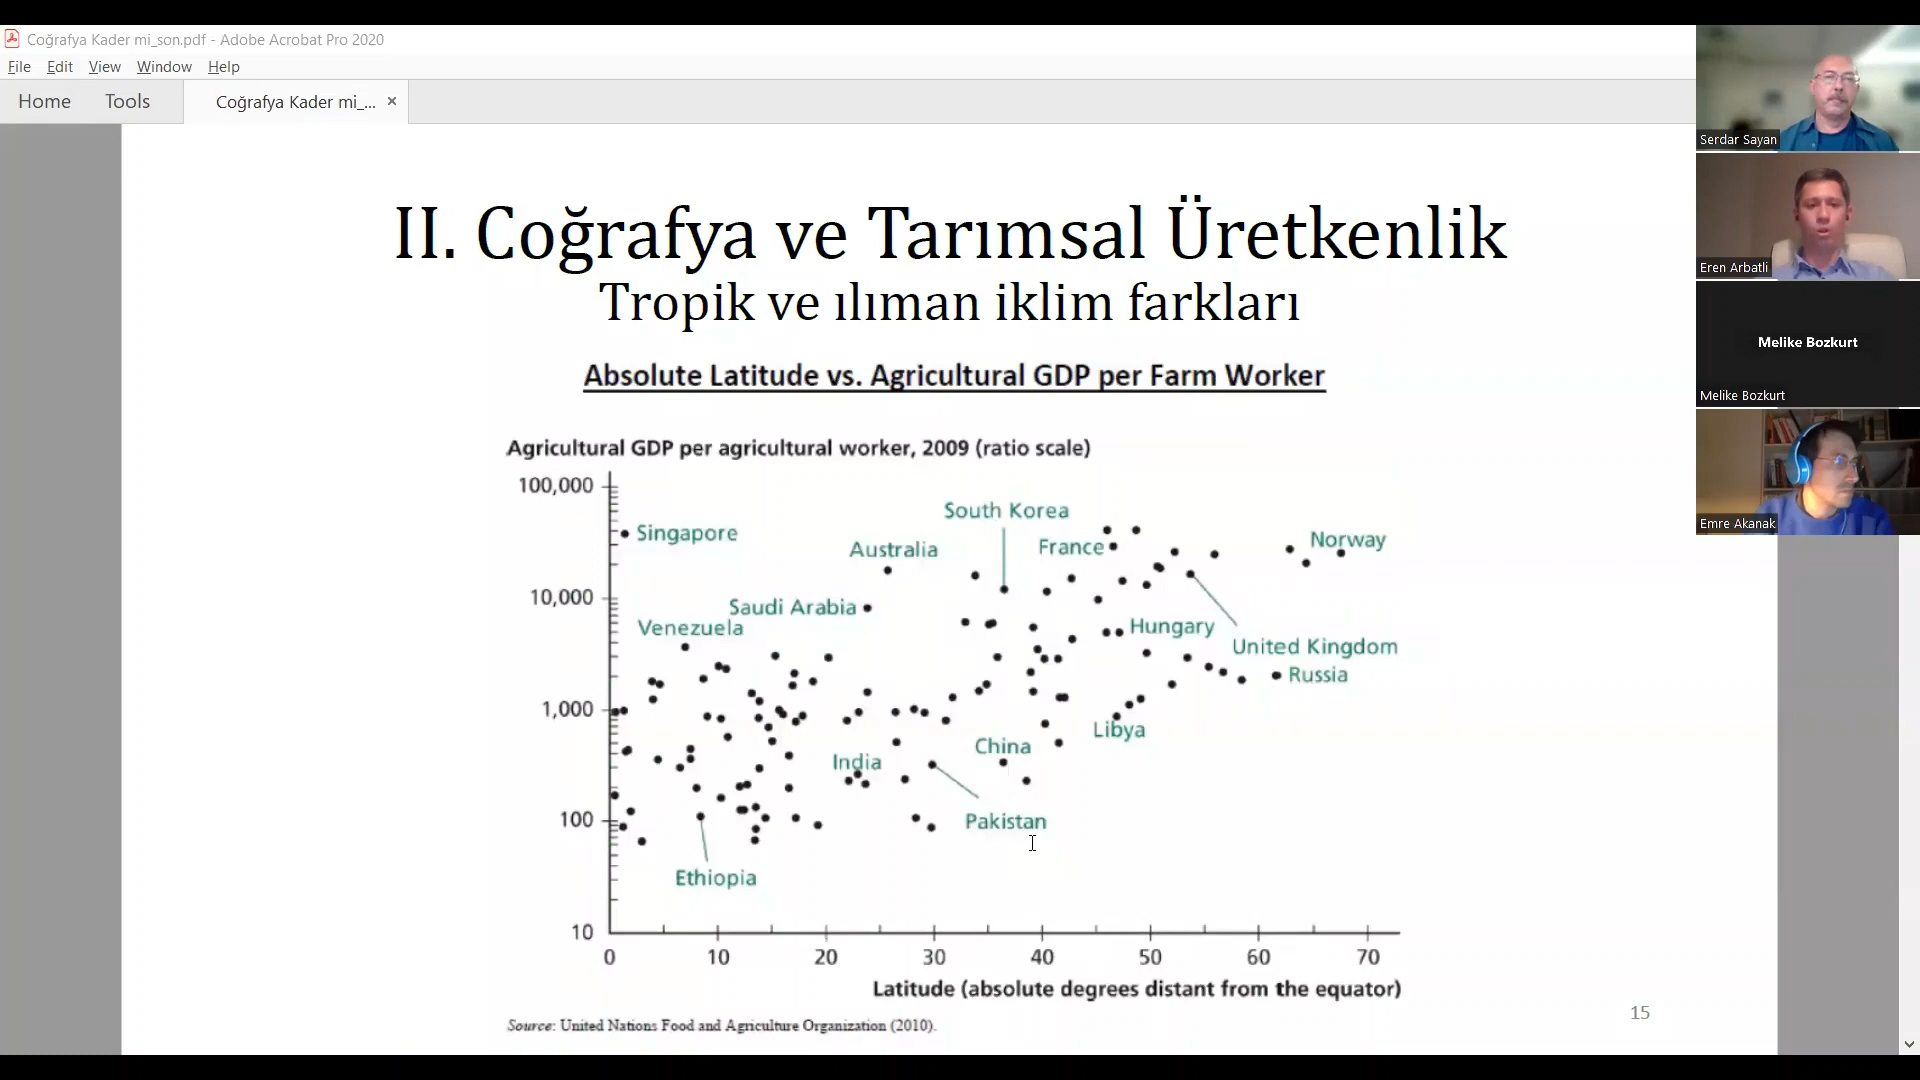 Coğrafya Kader mi_son.pdf - Adobe Acrobat Pro 2020
File Edit View Window Help
Home Tools Coğrafya Kader mi_... ×
II. Coğrafya ve Tarımsal Üretkenlik
Tropik ve ılıman iklim farkları
Absolute Latitude vs. Agricultural GDP per Farm Worker
Agricultural GDP per agricultural worker, 2009 (ratio scale)
100,000
10,000
1,000
100
10
Singapore
South Korea
Australia
France
Norway
Saudi Arabia
Venezuela
Hungary
United Kingdom
Russia
Libya
China
India
Pakistan
Ethiopia
0 10 20 30 40 50 60 70
Latitude (absolute degrees distant from the equator)
Source: United Nations Food and Agriculture Organization (2010).
15
Serdar Sayan
Eren Arbatli
Melike Bozkurt
Melike Bozkurt
Emre Akanak